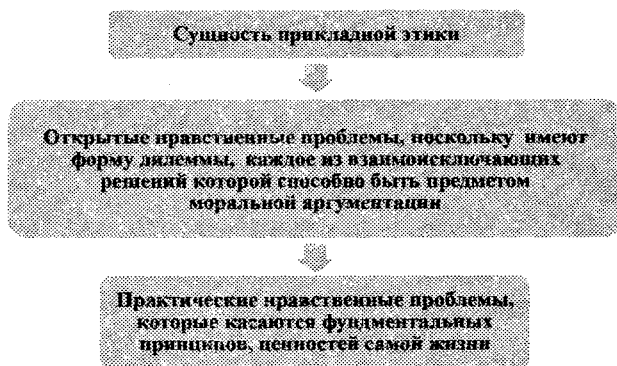 Сущность прикладной этики
Открытые нравственные проблемы, поскольку имеют
форму дилеммы, каждое из взаимоисключающих
решений которой способно быть предметом
моральной аргументации
Практические нравственные проблемы,
которые касаются фундаментальных
принципов, ценностей самой жизни